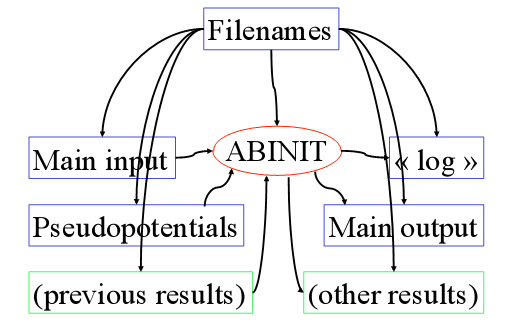 Filenames
ABINIT
Main input
« log »
Pseudopotentials
Main output
(previous results)
(other results)